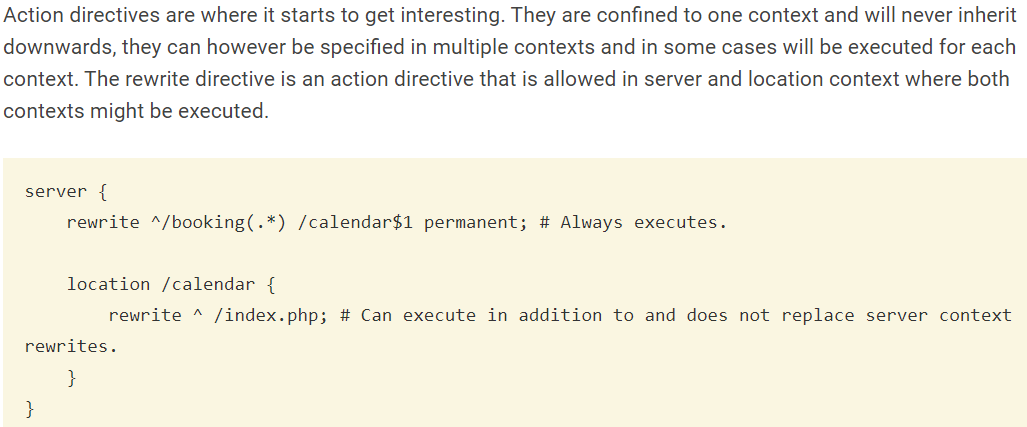 Action directives are where it starts to get interesting. They are confined to one context and will never inherit
downwards, they can however be specified in multiple contexts and in some cases will be executed for each
context. The rewrite directive is an action directive that is allowed in server and location context where both
contexts might be executed.
server {
    rewrite ^/booking(.*) /calendar$1 permanent; # Always executes.
    location /calendar {
        rewrite ^ /index.php; # Can execute in addition to and does not replace server context
rewrites.
    }
}